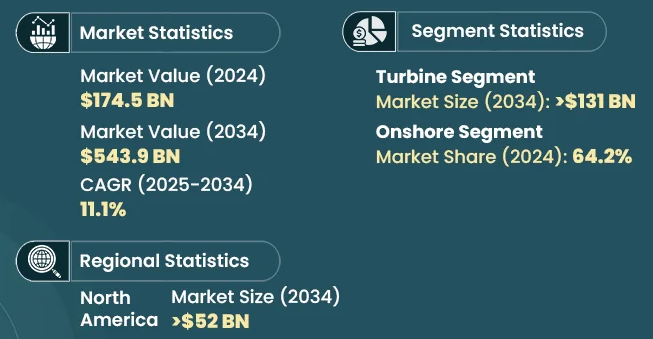 Market Statistics
Market Value (2024)
$174.5 BN
Market Value (2034)
$543.9 BN
CAGR (2025-2034)
11.1%
Segment Statistics
Turbine Segment
Market Size (2034): >$131 BN
Onshore Segment
Market Share (2024): 64.2%
Regional Statistics
North America
Market Size (2034)
>$52 BN